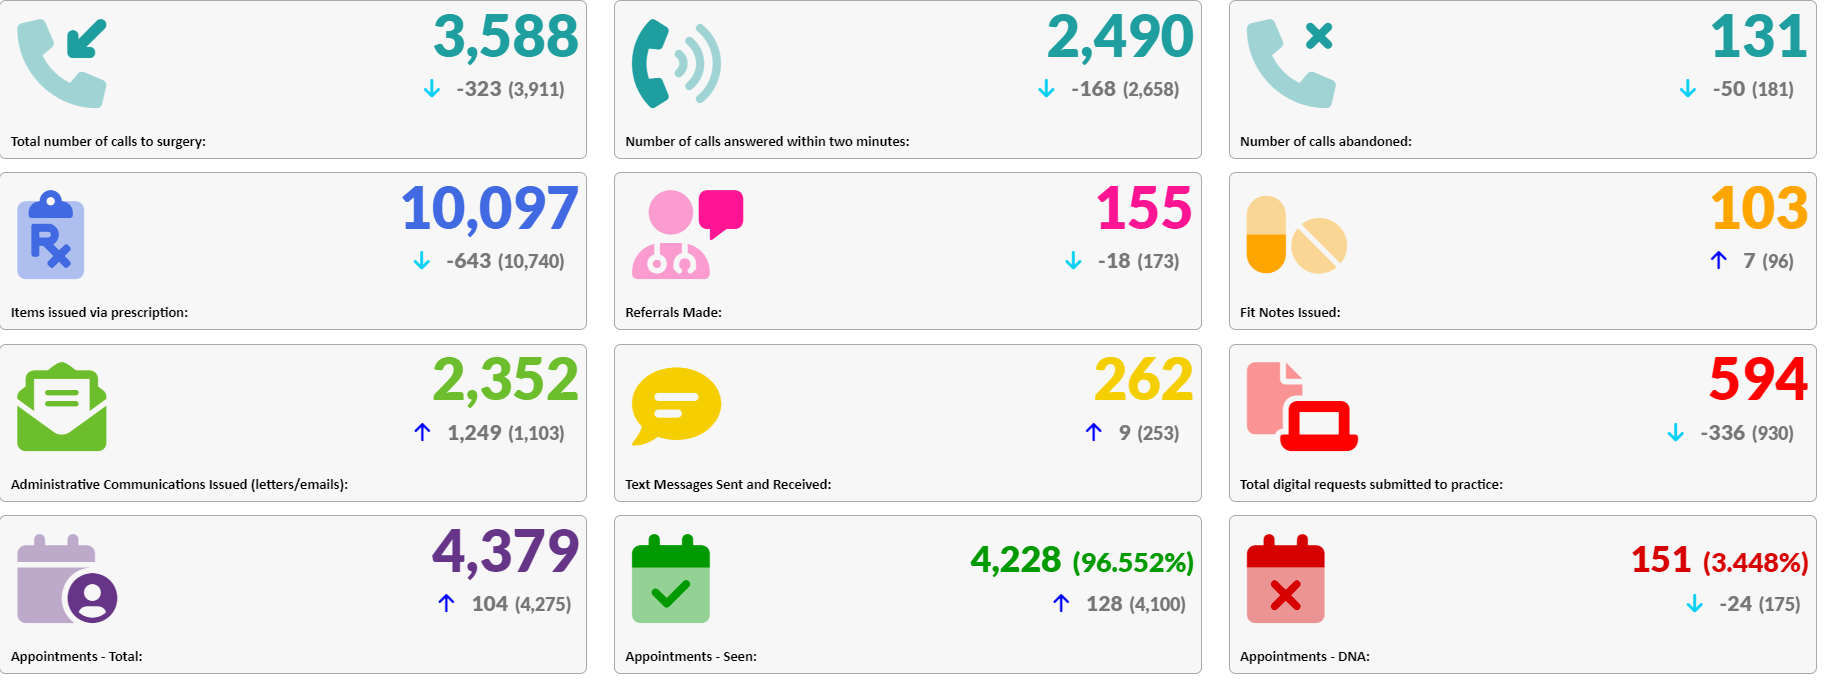 3,588
-323 (3,911)
Total number of calls to surgery:
2,490
-168 (2,658)
Number of calls answered within two minutes:
131
-50 (181)
Number of calls abandoned:
Rx
10,097
-643 (10,740)
Items issued via prescription:
155
-18 (173)
Referrals Made:
103
7 (96)
Fit Notes Issued:
2,352
1,249 (1,103)
Administrative Communications Issued (letters/emails):
262
9 (253)
Text Messages Sent and Received:
594
-336 (930)
Total digital requests submitted to practice:
4,379
104 (4,275)
Appointments - Total:
4,228 (96.552%)
128 (4,100)
Appointments - Seen:
151 (3.448%)
-24 (175)
Appointments - DNA: